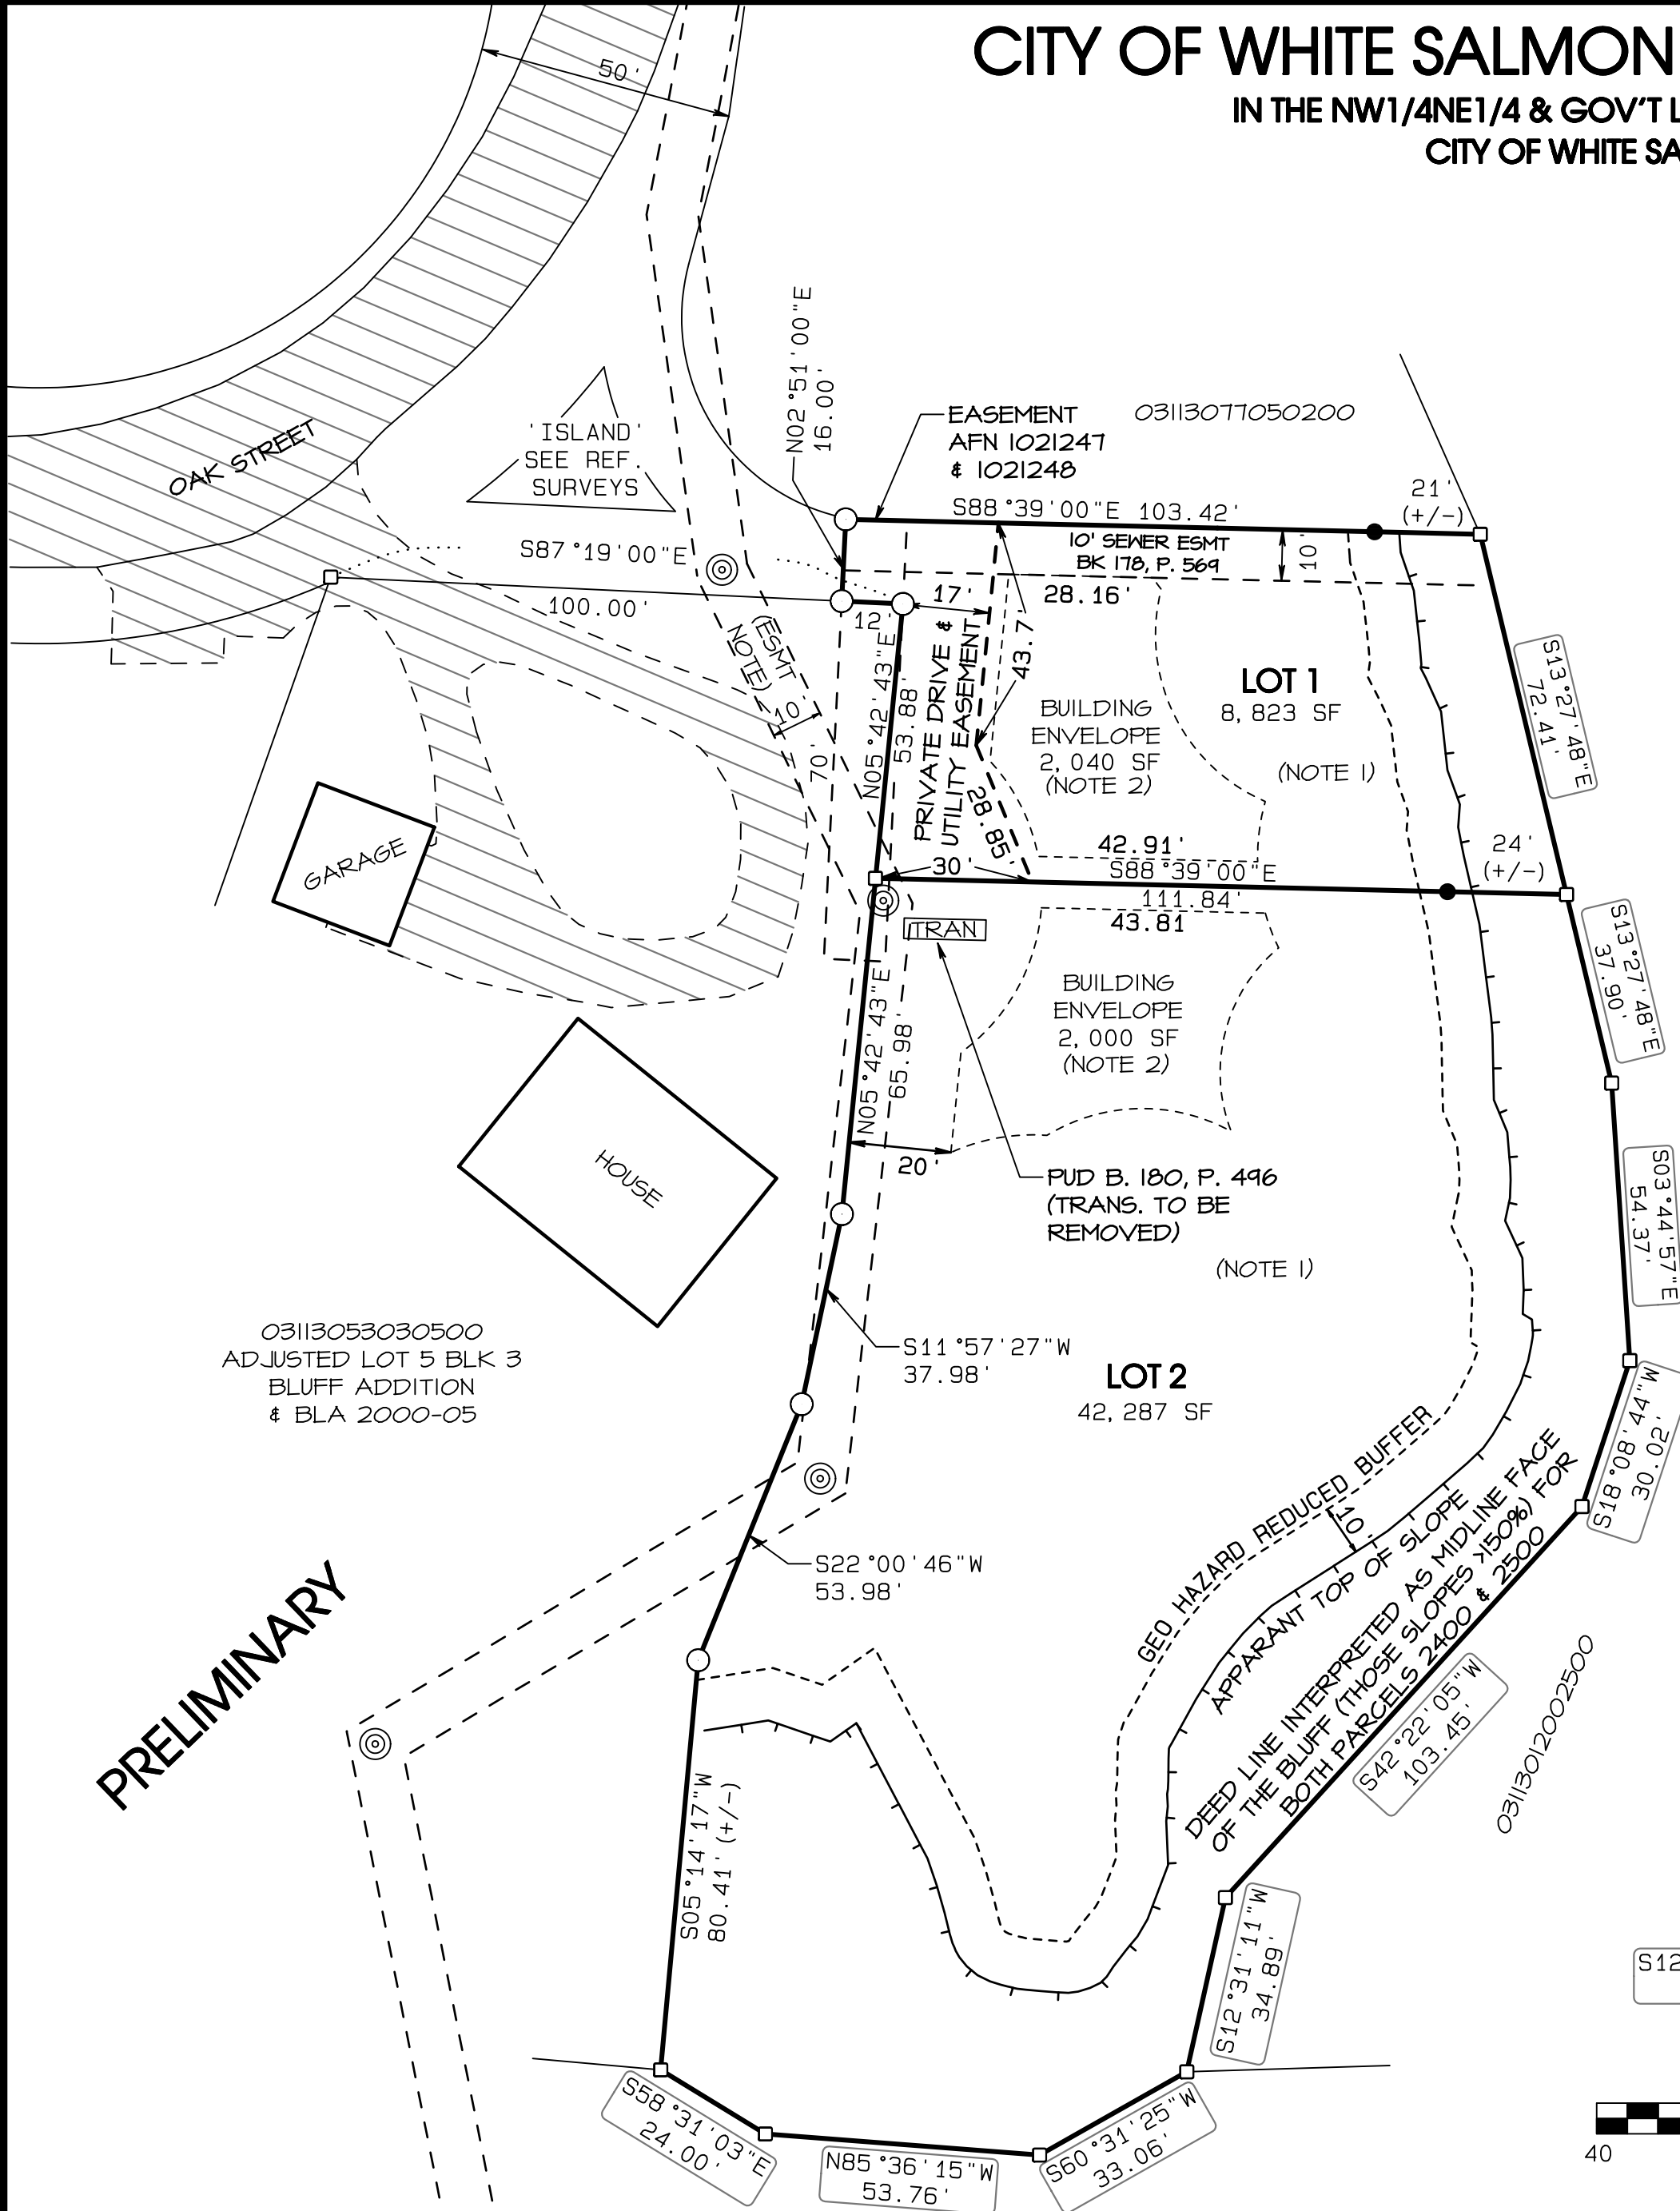 CITY OF WHITE SALMON
IN THE NW1/4NE1/4 & GOV'T L
CITY OF WHITE SA
50'
OAK STREET
'ISLAND'
SEE REF.
SURVEYS
N02°51'00"E
16.00'
EASEMENT
AFN 1021247
& 1021248
03113077050200
S88°39'00"E 103.42'
21'
(+/-)
10' SEWER ESMT
BK 178, P. 569
10'
S87°19'00"E
100.00'
12'
17'
28.16'
43.7'
(ESMT
NOTE)
10'
70'
N05°42'43"E
53.88'
PRIVATE DRIVE &
UTILITY EASEMENT
28.85'
BUILDING
ENVELOPE
2,040 SF
(NOTE 2)
LOT 1
8,823 SF
(NOTE 1)
S13°27'48"E
72.41'
GARAGE
42.91'
30'
S88°39'00"E
111.84'
43.81
24'
(+/-)
TRAN
S13°27'48"E
37.90'
BUILDING
ENVELOPE
2,000 SF
(NOTE 2)
N05°42'43"E
65.98'
20'
HOUSE
PUD B. 180, P. 496
(TRANS. TO BE
REMOVED)
(NOTE 1)
S03°44'57"E
54.37'
03113053030500
ADJUSTED LOT 5 BLK 3
BLUFF ADDITION
& BLA 2000-05
S11°57'27"W
37.98'
LOT 2
42,287 SF
S18°08'44"W
30.02'
GEO HAZARD REDUCED BUFFER
10'
APPARANT TOP OF SLOPE
DEED LINE INTERPRETED AS MIDLINE FACE
OF THE BLUFF (THOSE SLOPES >150%) FOR
BOTH PARCELS 2400 & 2500
S22°00'46"W
53.98'
PRELIMINARY
S42°22'05"W
103.45'
03113012002500
S05°14'17"W
80.41' (+/-)
S12°31'11"W
34.89'
S12
S58°31'03"E
24.00'
N85°36'15"W
53.76'
S60°31'25"W
33.06'
40